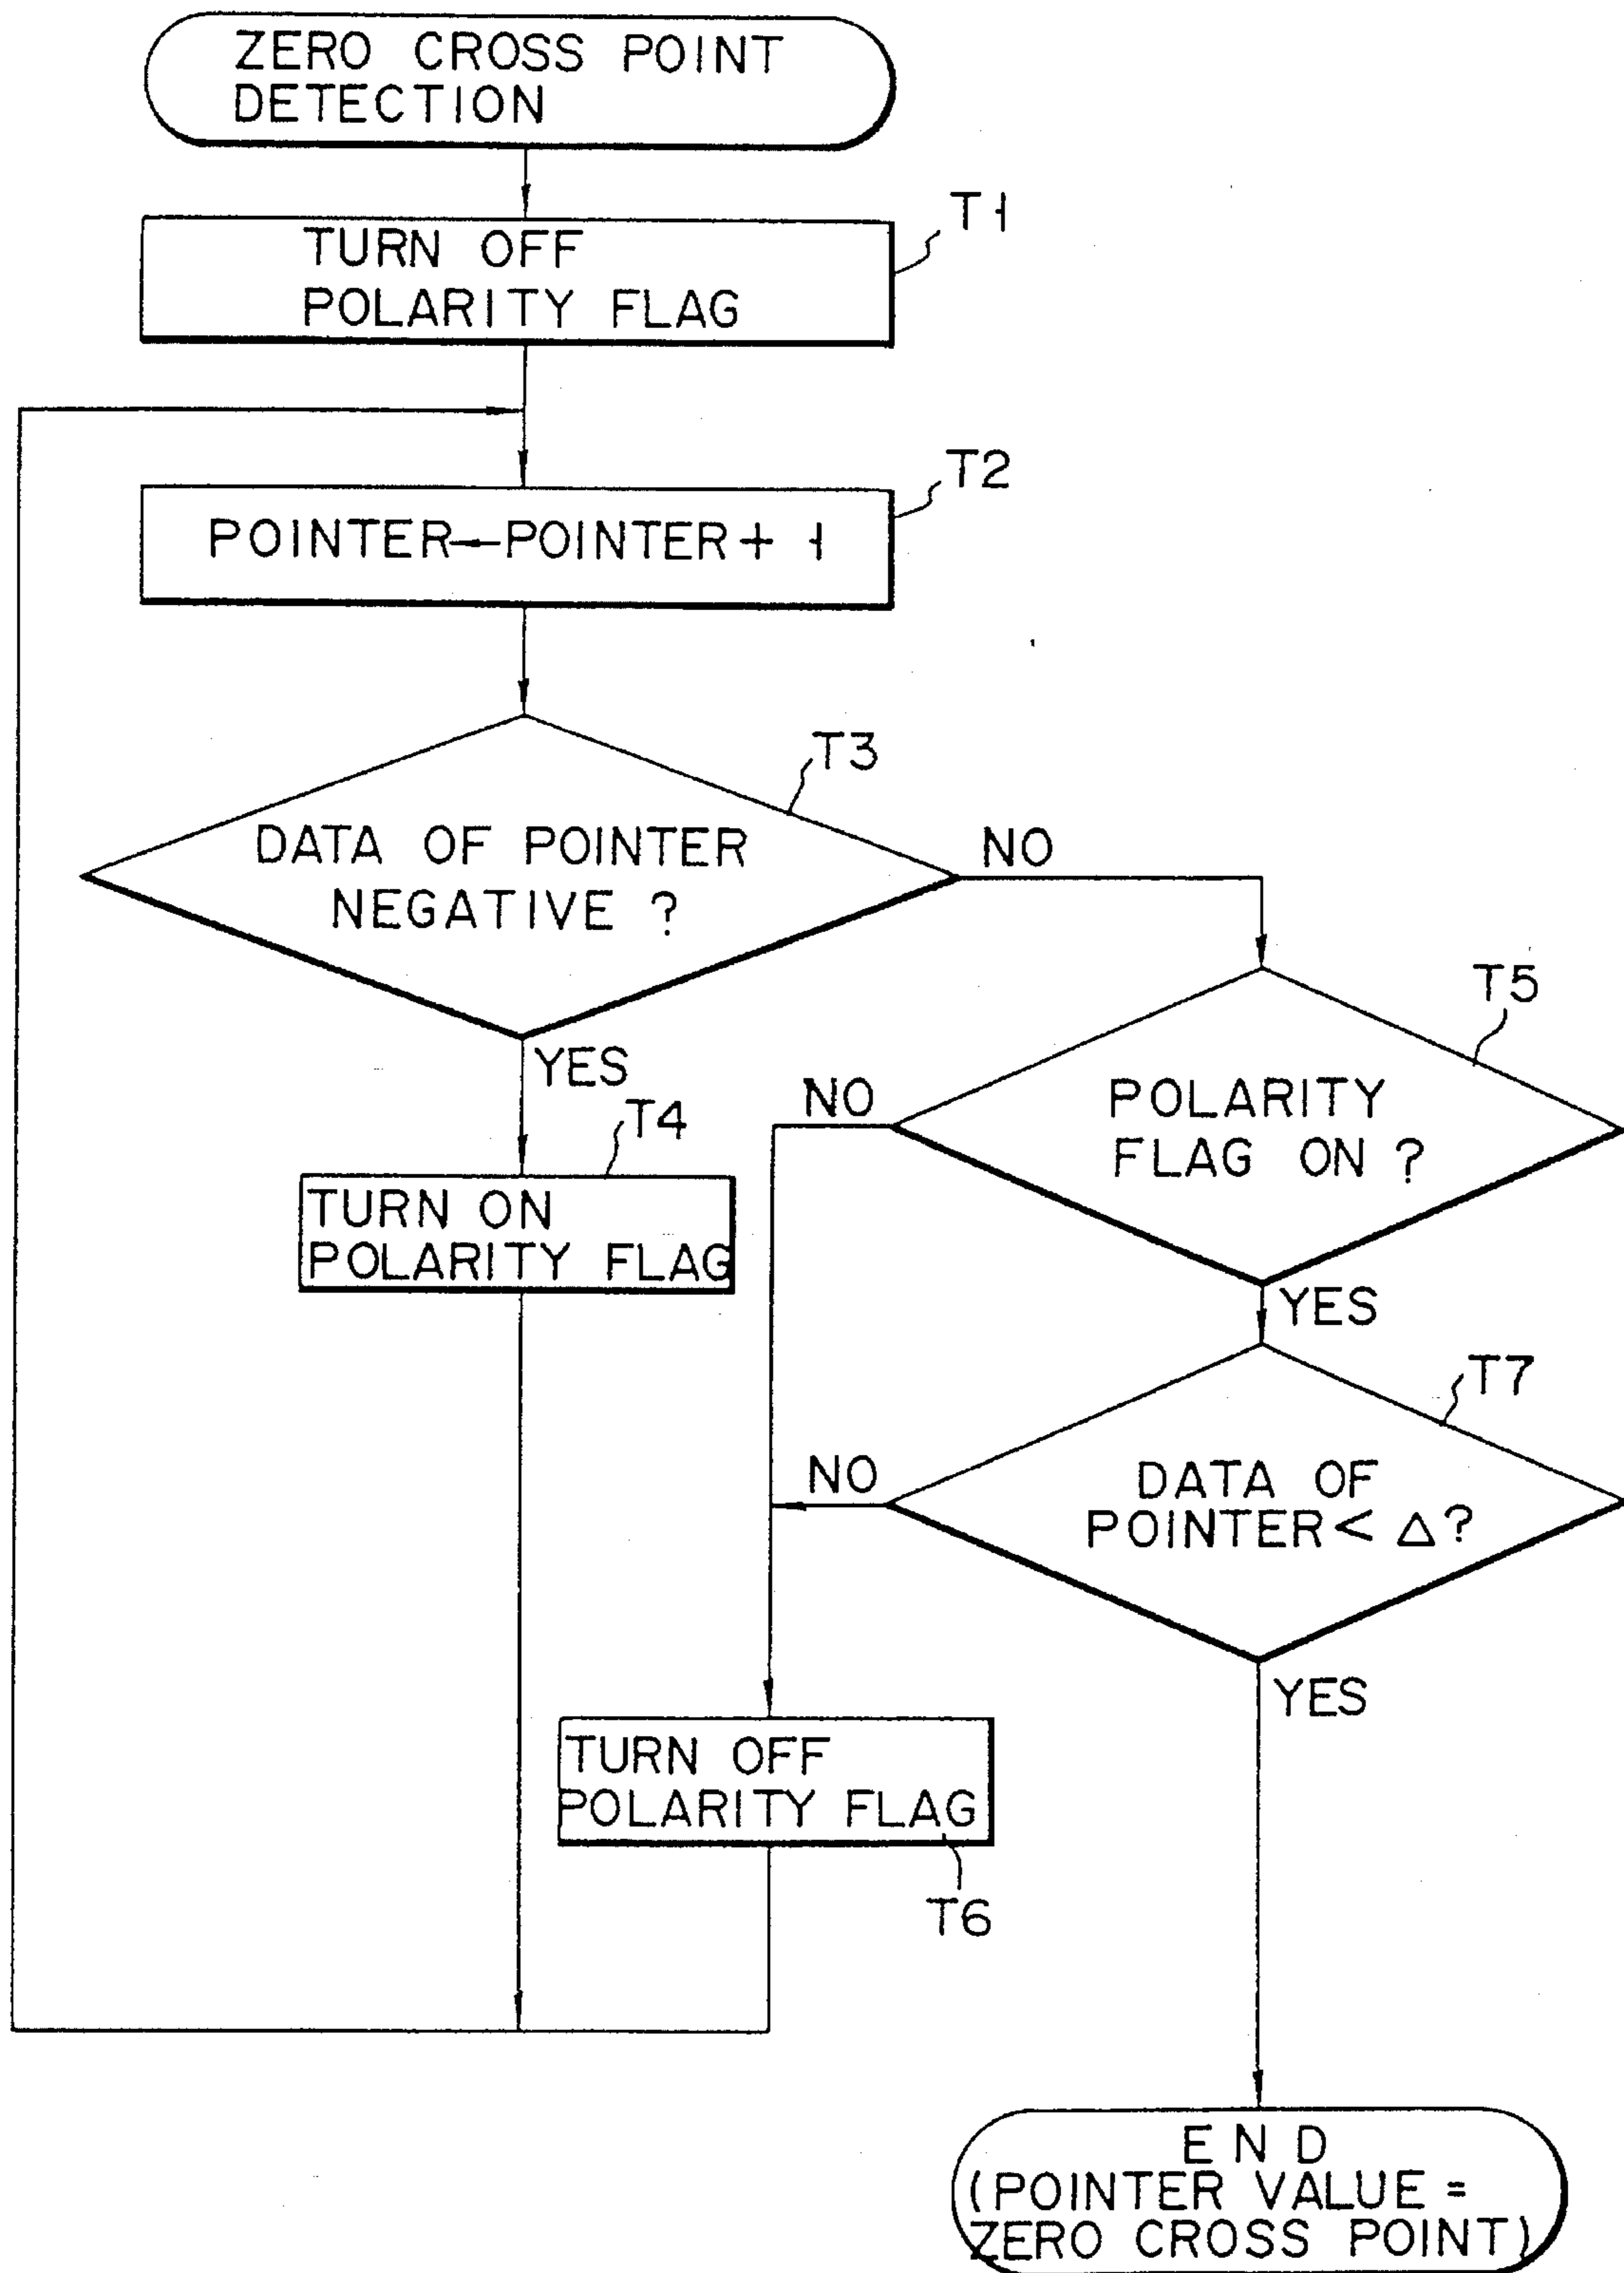 ZERO CROSS POINT
DETECTION
T1
TURN OFF
POLARITY FLAG
T2
POINTER←POINTER + 1
T3
DATA OF POINTER
NEGATIVE ?
NO
YES
T5
POLARITY
FLAG ON ?
NO
YES
T4
TURN ON
POLARITY FLAG
T7
DATA OF
POINTER < △?
NO
YES
TURN OFF
POLARITY FLAG
T6
END
(POINTER VALUE =
ZERO CROSS POINT)